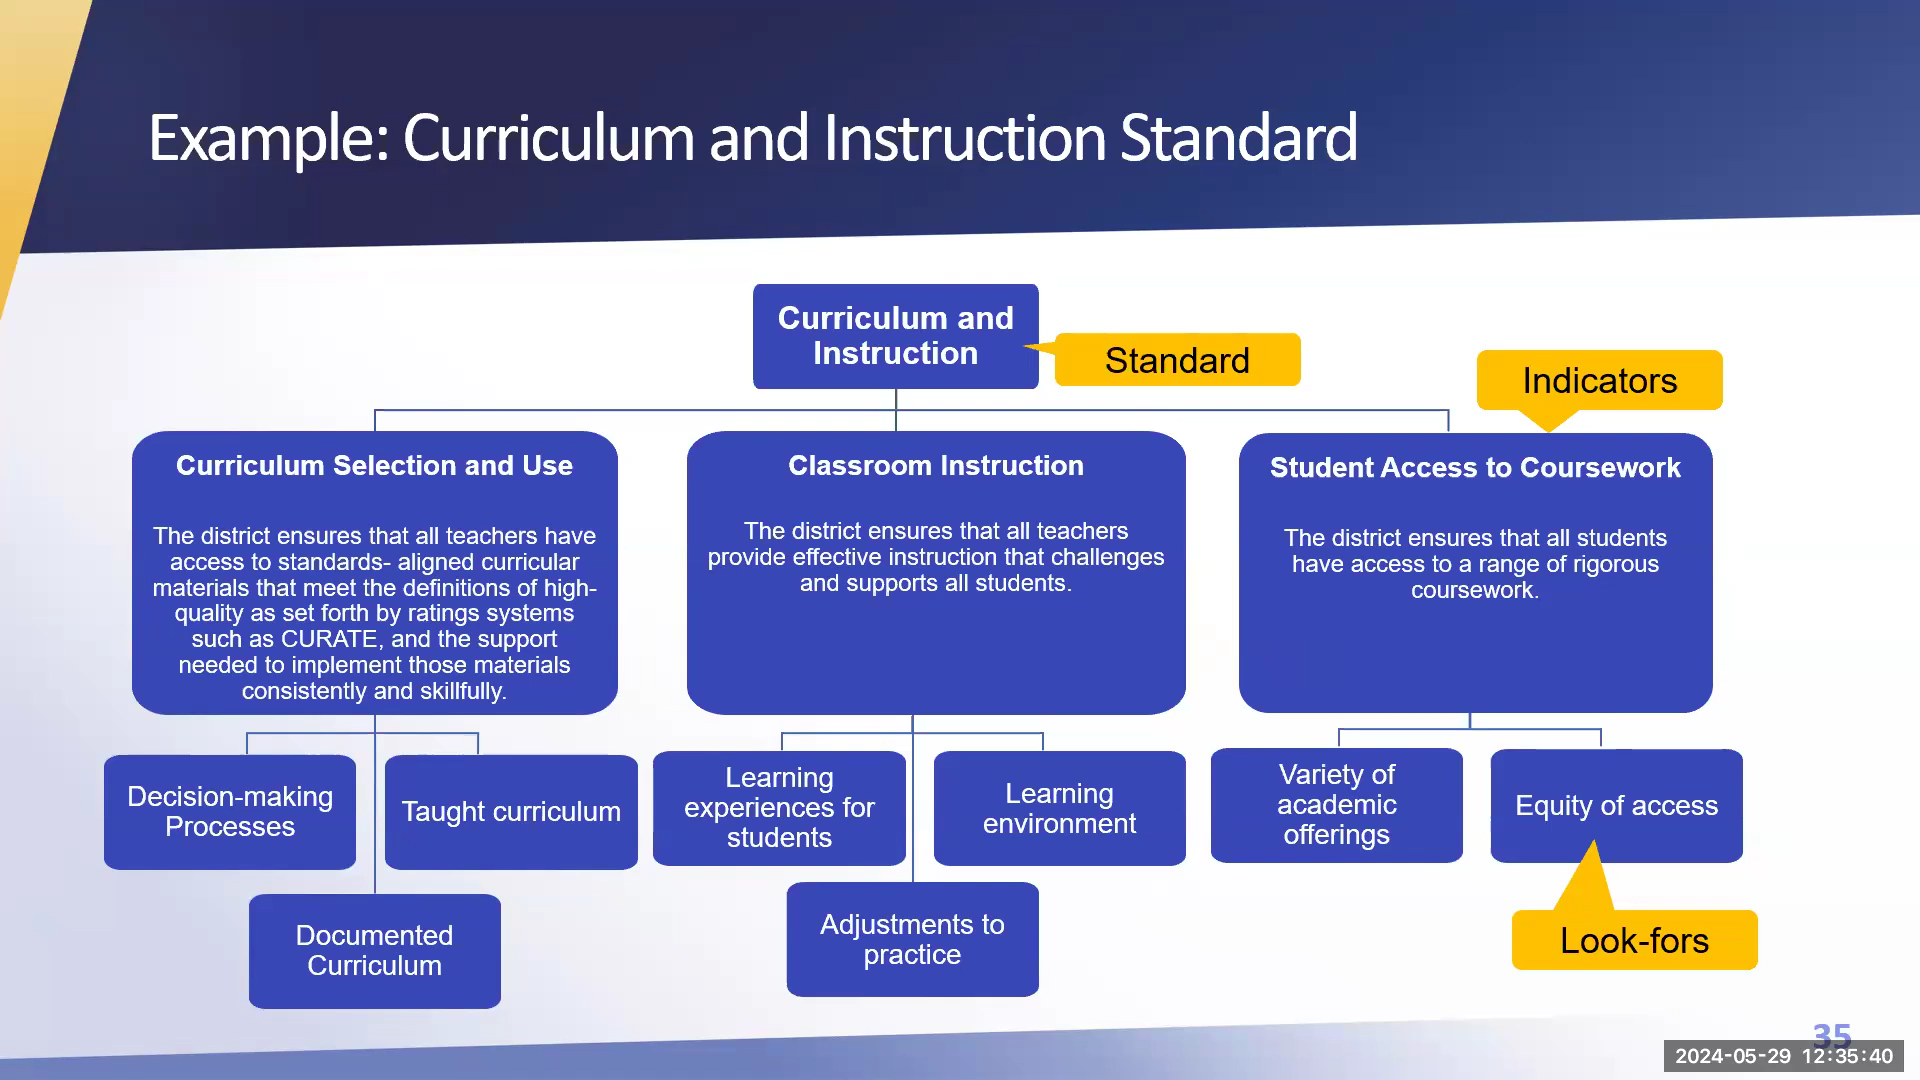 Example: Curriculum and Instruction Standard
Curriculum and
Instruction
Standard
Indicators
Curriculum Selection and Use
The district ensures that all teachers have
access to standards- aligned curricular
materials that meet the definitions of high-
quality as set forth by ratings systems
such as CURATE, and the support
needed to implement those materials
consistently and skillfully.
Classroom Instruction
The district ensures that all teachers
provide effective instruction that challenges
and supports all students.
Student Access to Coursework
The district ensures that all students
have access to a range of rigorous
coursework.
Decision-making
Processes
Taught curriculum
Documented
Curriculum
Learning
experiences for
students
Learning
environment
Adjustments to
practice
Variety of
academic
offerings
Equity of access
Look-fors
35
2024-05-29 12:35:40